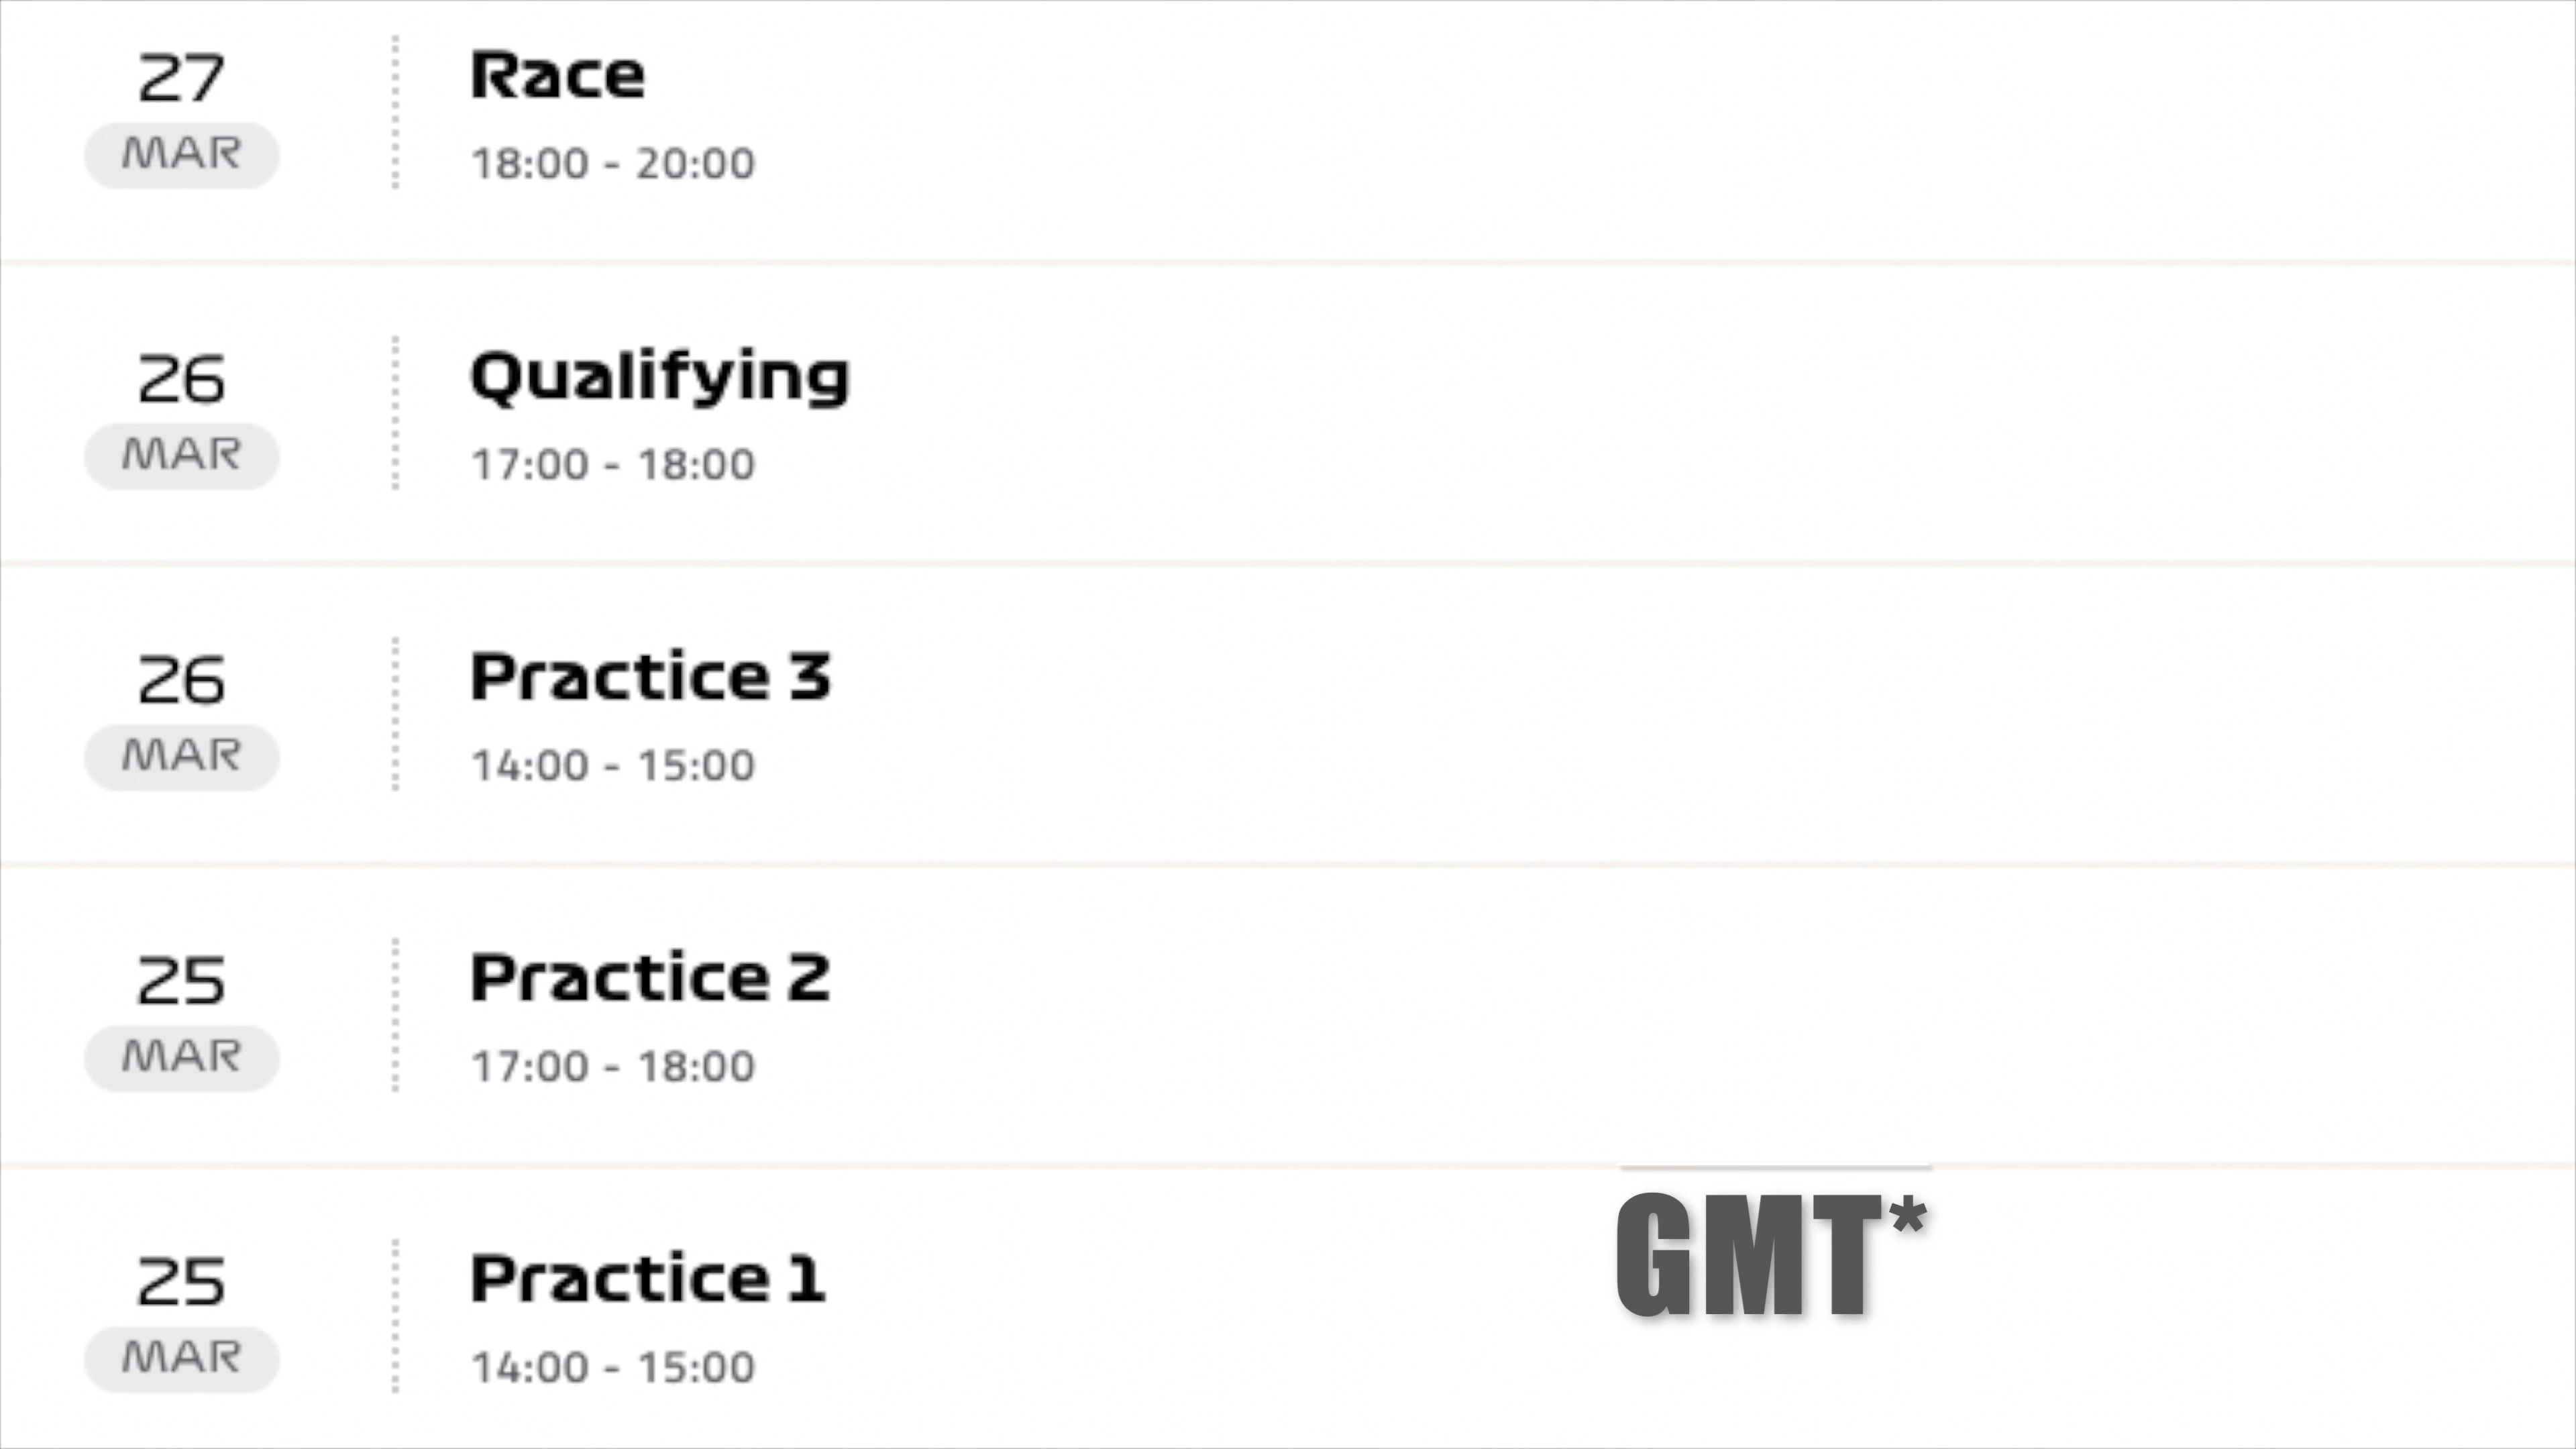 27
MAR
Race
18:00 - 20:00
26
MAR
Qualifying
17:00 - 18:00
26
MAR
Practice 3
14:00 - 15:00
25
MAR
Practice 2
17:00 - 18:00
25
MAR
Practice 1
14:00 - 15:00
GMT*